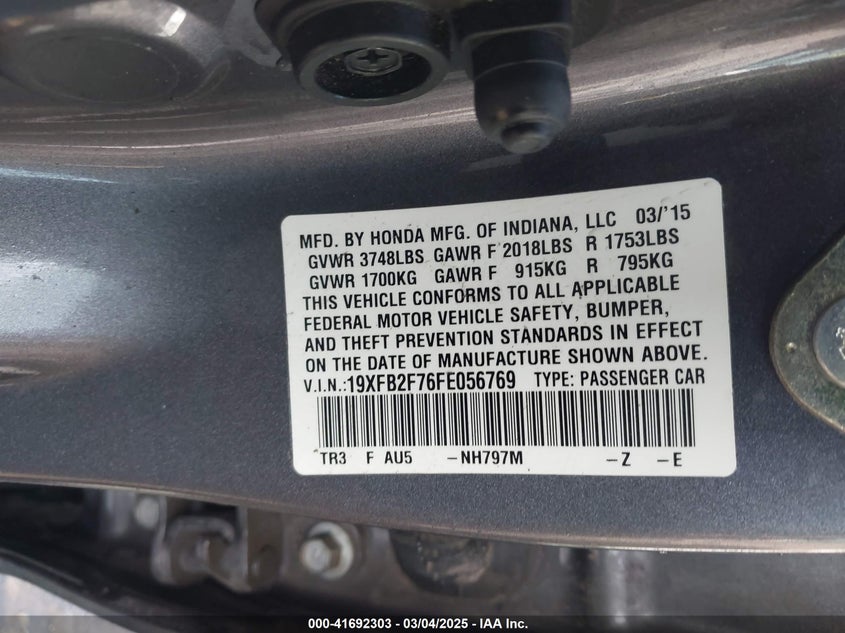 MFD. BY HONDA MFG. OF INDIANA, LLC 03/'15
GVWR 3748LBS GAWR F 2018LBS R 1753LBS
GVWR 1700KG GAWR F 915KG R 795KG
THIS VEHICLE CONFORMS TO ALL APPLICABLE
FEDERAL MOTOR VEHICLE SAFETY, BUMPER,
AND THEFT PREVENTION STANDARDS IN EFFECT
ON THE DATE OF MANUFACTURE SHOWN ABOVE.
V.I.N.:19XFB2F76FE056769 TYPE: PASSENGER CAR
TR3 F AU5 -NH797M -Z -E
000-41692303 - 03/04/2025 - IAA Inc.